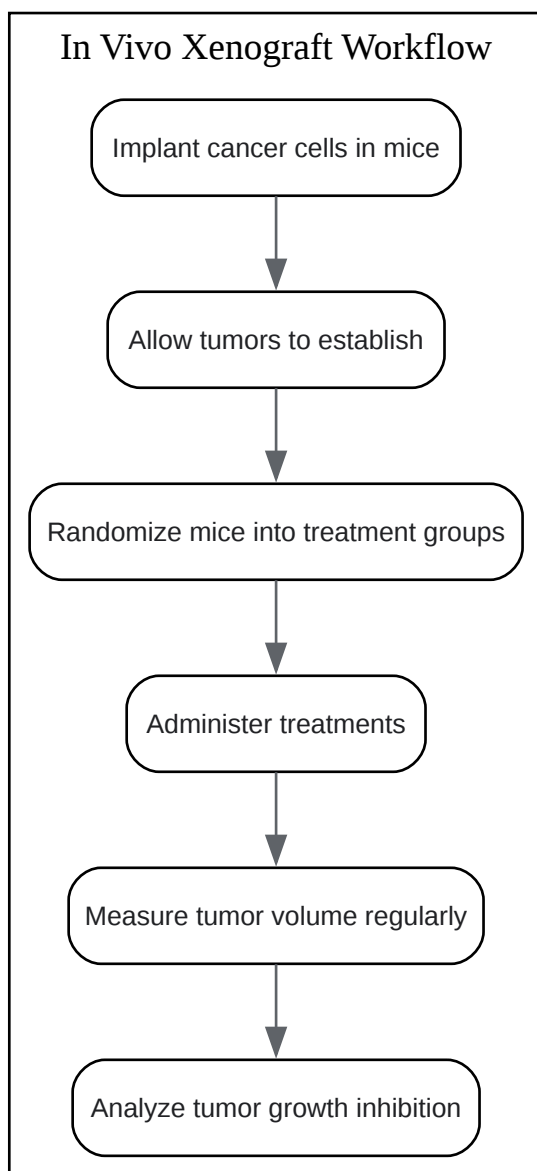 In Vivo Xenograft Workflow
Implant cancer cells in mice
Allow tumors to establish
Randomize mice into treatment groups
Administer treatments
Measure tumor volume regularly
Analyze tumor growth inhibition